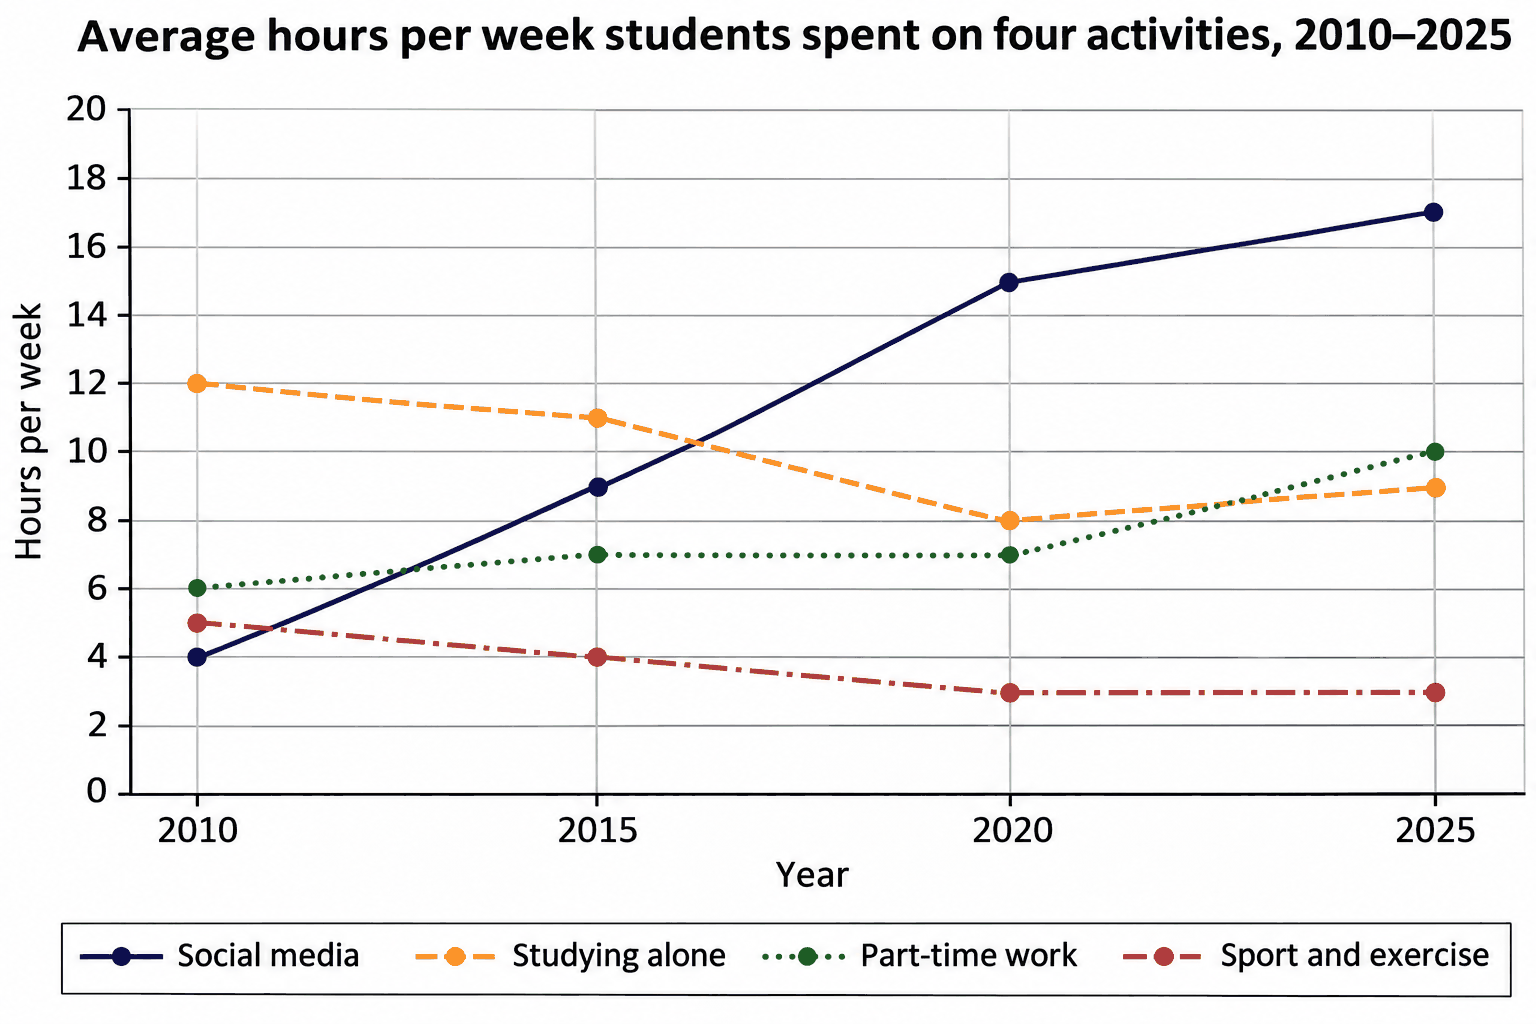 Average hours per week students spent on four activities, 2010–2025
20
18
16
14
12
10
8
6
4
2
0
Hours per week
2010 2015 2020 2025
Year
Social media Studying alone Part-time work Sport and exercise